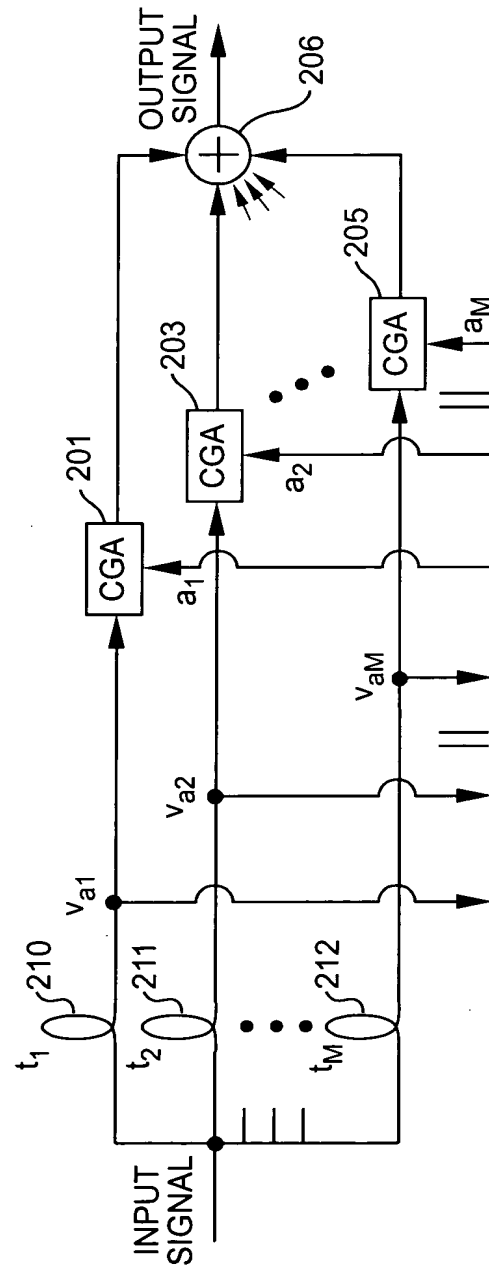 INPUT
SIGNAL
t1
210
t2
211
tM
212
va1
va2
vaM
201
CGA
a1
203
CGA
a2
205
CGA
aM
206
OUTPUT
SIGNAL